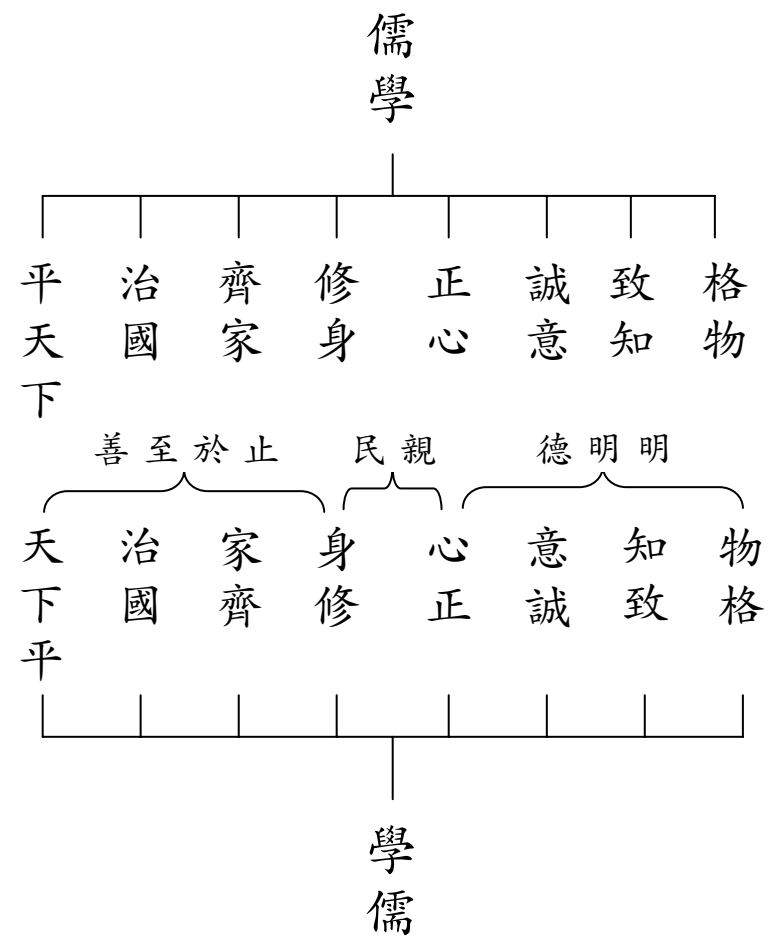 儒學
格物
致知
誠意
正心
修身
齊家
治國
平天下
明明德
親民
止於至善
物格
知致
意誠
心正
身修
家齊
治國
天下平
學儒